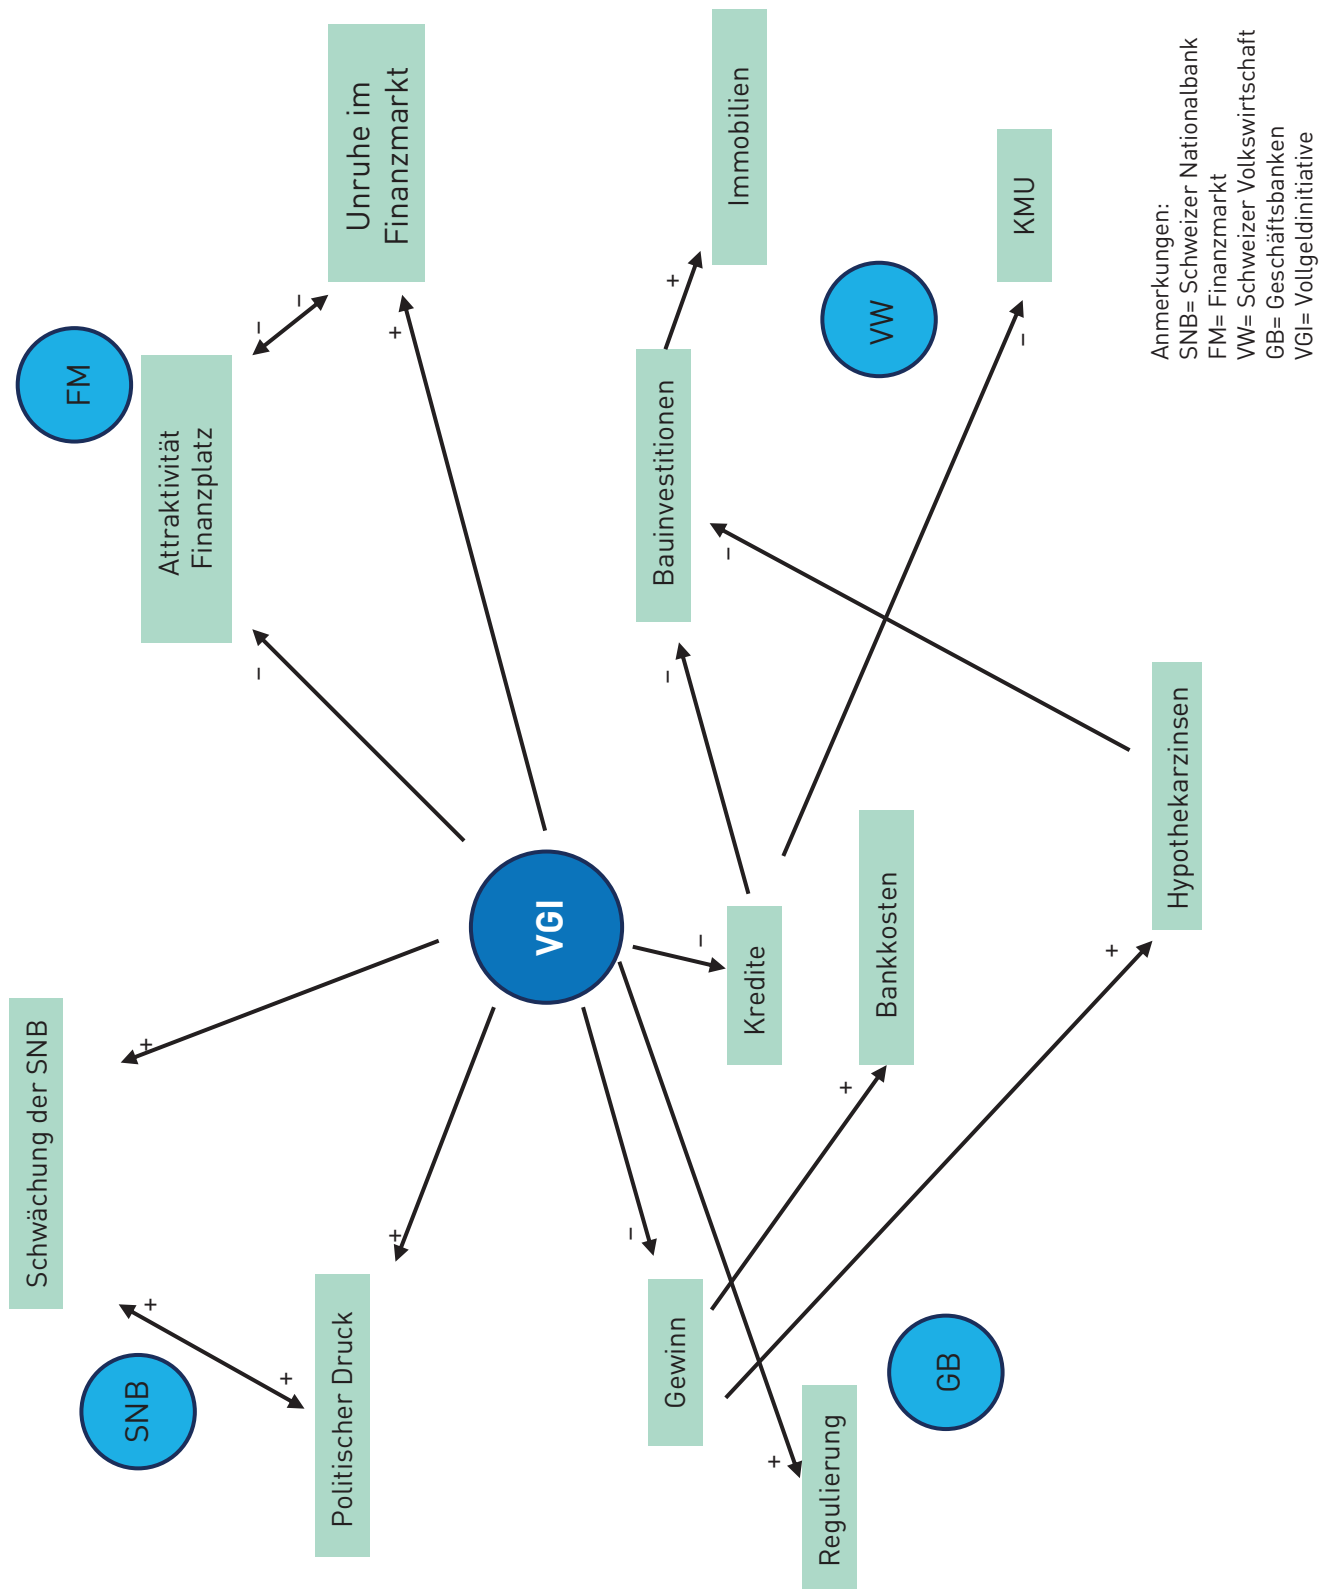 SNB
Schwächung der SNB
FM
Attraktivität
Finanzplatz
Politischer Druck
Unruhe im
Finanzmarkt
VGI
Gewinn
Kredite
Bauinvestitionen
Immobilien
Regulierung
GB
Bankkosten
VW
KMU
Hypothekarzinsen
Anmerkungen:
SNB= Schweizer Nationalbank
FM= Finanzmarkt
VW= Schweizer Volkswirtschaft
GB= Geschäftsbanken
VGI= Vollgeldinitiative
+
+
+
+
–
–
–
+
–
–
+
+
+
–
–
+
–